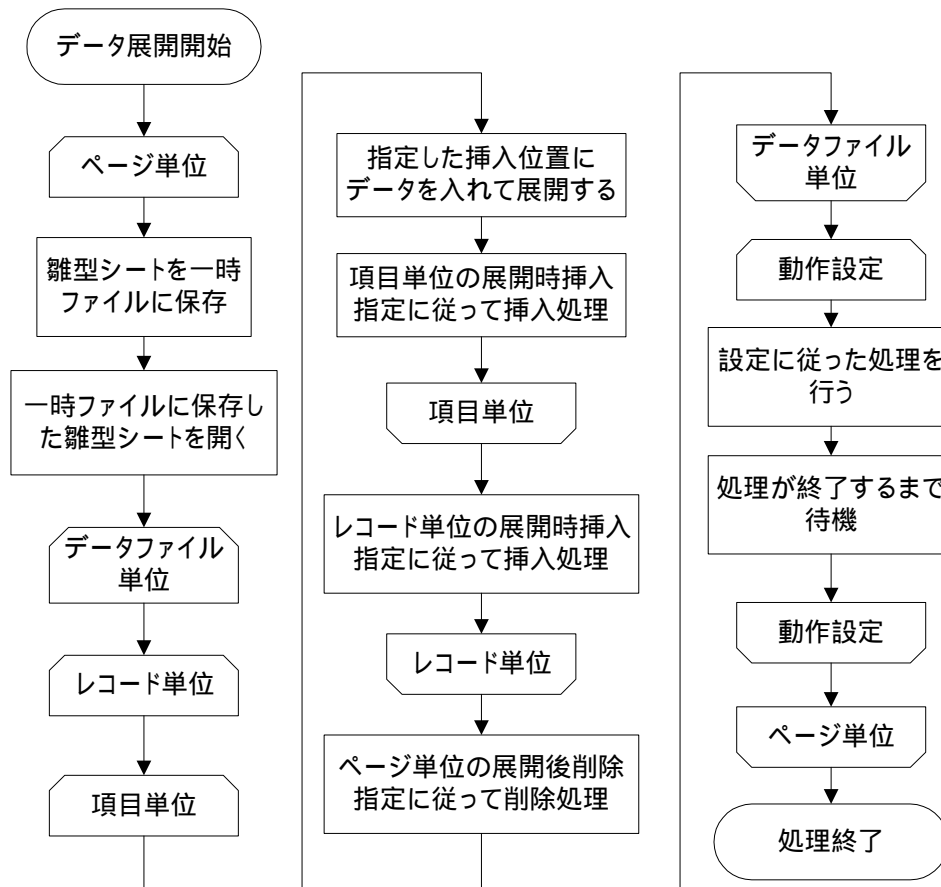 データ展開開始
ページ単位
雛型シートを一時
ファイルに保存
一時ファイルに保存し
た雛型シートを開く
データファイル
単位
レコード単位
項目単位
指定した挿入位置に
データを入れて展開する
項目単位の展開時挿入
指定に従って挿入処理
項目単位
レコード単位の展開時挿入
指定に従って挿入処理
レコード単位
ページ単位の展開後削除
指定に従って削除処理
データファイル
単位
動作設定
設定に従った処理を
行う
処理が終了するまで
待機
動作設定
ページ単位
処理終了